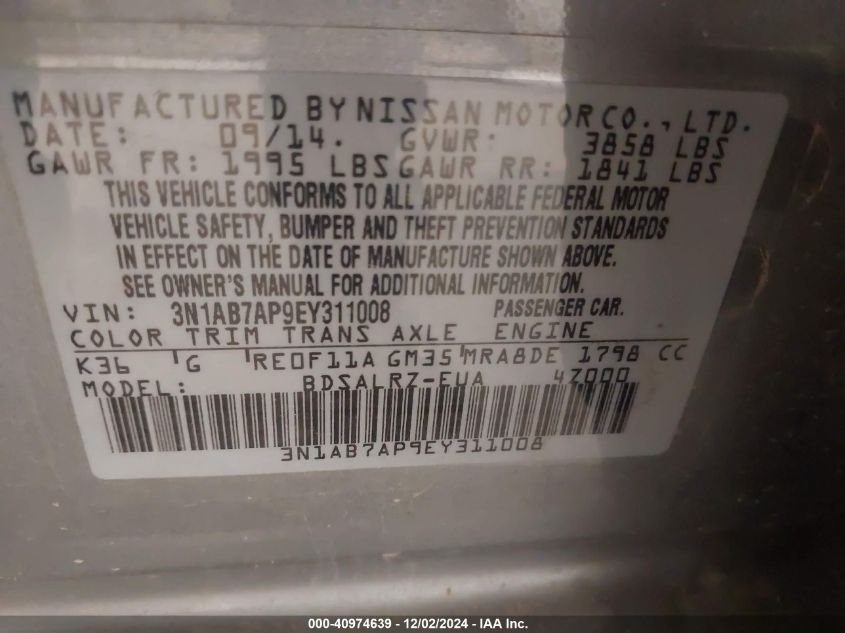 MANUFACTURED BY NISSAN MOTOR CO., LTD.
DATE: 09/14. GVWR: 3858 LBS
GAWR FR: 1995 LBS GAWR RR: 1841 LBS
THIS VEHICLE CONFORMS TO ALL APPLICABLE FEDERAL MOTOR
VEHICLE SAFETY, BUMPER AND THEFT PREVENTION STANDARDS
IN EFFECT ON THE DATE OF MANUFACTURE SHOWN ABOVE.
SEE OWNER'S MANUAL FOR ADDITIONAL INFORMATION.
VIN: 3N1AB7AP9EY311008 PASSENGER CAR.
COLOR TRIM TRANS AXLE ENGINE
K36 G RE0F11A GM35 MRA8DE 1798 CC
MODEL: BDSALRZ-EUA 4Z000
3N1AB7AP9EY311008
000-40974639 - 12/02/2024 - IAA Inc.